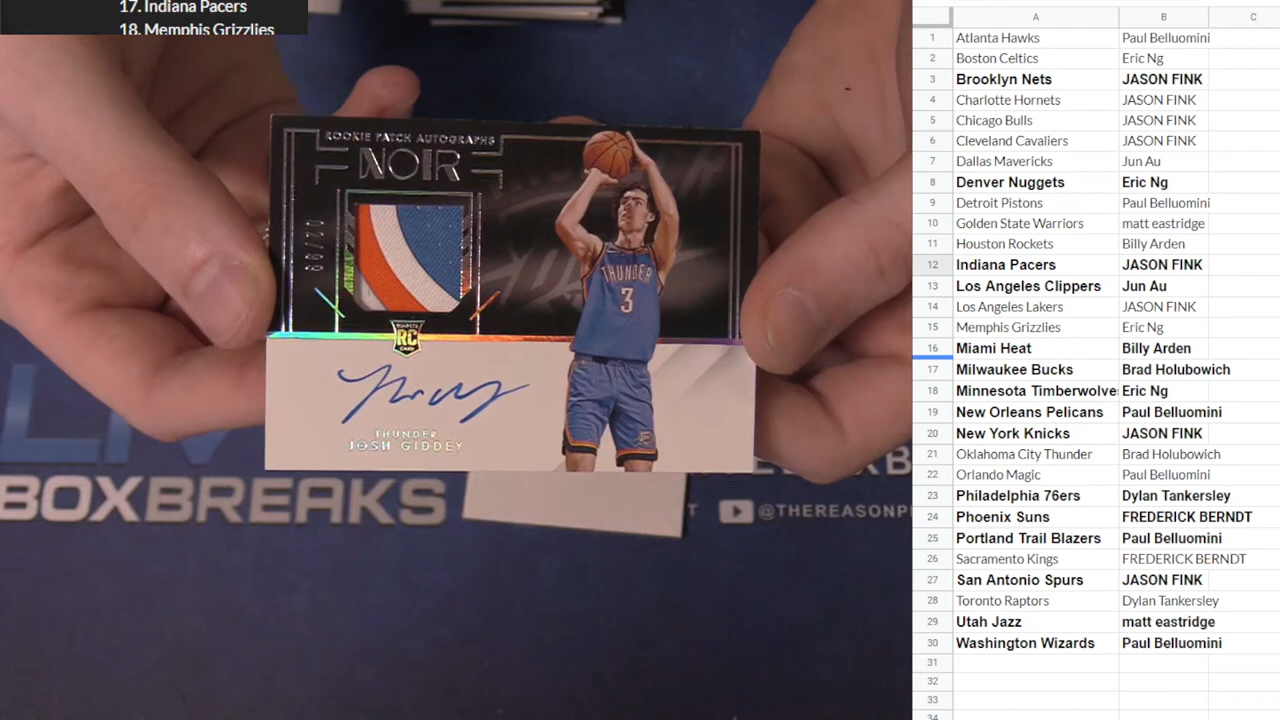 17. Indiana Pacers
18. Memphis Grizzlies
ROOKIE PATCH AUTOGRAPHS
NOIR
RC
THUNDER
3
THUNDER
JOSH GIDDEY
BOXBREAKS
@THEREASONP
A B C
1 Atlanta Hawks Paul Belluomini
2 Boston Celtics Eric Ng
3 Brooklyn Nets JASON FINK
4 Charlotte Hornets JASON FINK
5 Chicago Bulls JASON FINK
6 Cleveland Cavaliers JASON FINK
7 Dallas Mavericks Jun Au
8 Denver Nuggets Eric Ng
9 Detroit Pistons Paul Belluomini
10 Golden State Warriors matt eastridge
11 Houston Rockets Billy Arden
12 Indiana Pacers JASON FINK
13 Los Angeles Clippers Jun Au
14 Los Angeles Lakers JASON FINK
15 Memphis Grizzlies Eric Ng
16 Miami Heat Billy Arden
17 Milwaukee Bucks Brad Holubowich
18 Minnesota Timberwolve Eric Ng
19 New Orleans Pelicans Paul Belluomini
20 New York Knicks JASON FINK
21 Oklahoma City Thunder Brad Holubowich
22 Orlando Magic Paul Belluomini
23 Philadelphia 76ers Dylan Tankersley
24 Phoenix Suns FREDERICK BERNDT
25 Portland Trail Blazers Paul Belluomini
26 Sacramento Kings FREDERICK BERNDT
27 San Antonio Spurs JASON FINK
28 Toronto Raptors Dylan Tankersley
29 Utah Jazz matt eastridge
30 Washington Wizards Paul Belluomini
31
32
33
34